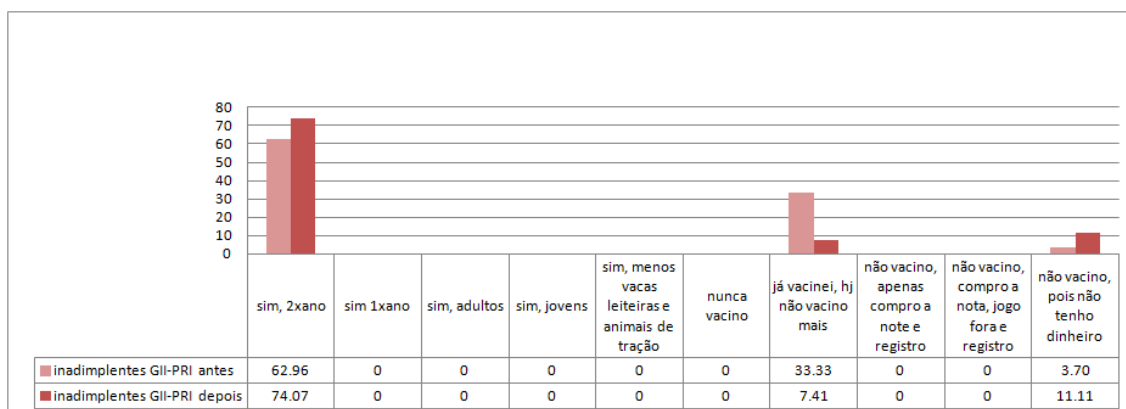 80
70
60
50
40
30
20
10
0
sim, 2xano
sim 1xano
sim, adultos
sim, jovens
sim, menos
vacas
leiteiras e
animais de
tração
nunca
vacino
já vacinei, hj
não vacino
mais
não vacino,
apenas
compro a
note e
registro
não vacino,
compro a
nota, jogo
fora e
registro
não vacino,
pois não
tenho
dinheiro
inadimplentes GII-PRI antes 62.96 0 0 0 0 0 33.33 0 0 3.70
inadimplentes GII-PRI depois 74.07 0 0 0 0 0 7.41 0 0 11.11